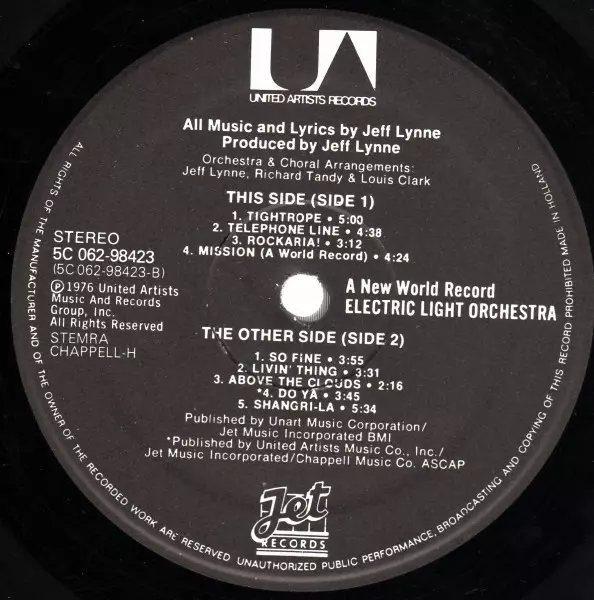 UA
UNITED ARTISTS RECORDS
All Music and Lyrics by Jeff Lynne
Produced by Jeff Lynne
Orchestra & Choral Arrangements:
Jeff Lynne, Richard Tandy & Louis Clark
THIS SIDE (SIDE 1)
1. TIGHTROPE • 5:00
2. TELEPHONE LINE • 4:38
3. ROCKARIA! • 3:12
4. MISSION (A World Record) • 4:24
STEREO
5C 062-98423
(5C 062-98423-B)
Ⓟ1976 United Artists
Music And Records
Group, Inc.
All Rights Reserved
STEMRA
CHAPPELL-H
A New World Record
ELECTRIC LIGHT ORCHESTRA
THE OTHER SIDE (SIDE 2)
1. SO FINE • 3:55
2. LIVIN' THING • 3:31
3. ABOVE THE CLOUDS • 2:16
*4. DO YA • 3:45
5. SHANGRI-LA • 5:34
Published by Unart Music Corporation/
Jet Music Incorporated BMI
*Published by United Artists Music Co., Inc./
Jet Music Incorporated/Chappell Music Co. ASCAP
Jet
RECORDS
ALL RIGHTS OF THE MANUFACTURER AND OF THE OWNER OF THE RECORDED WORK ARE RESERVED UNAUTHORIZED PUBLIC PERFORMANCE, BROADCASTING AND COPYING OF THIS RECORD PROHIBITED MADE IN HOLLAND